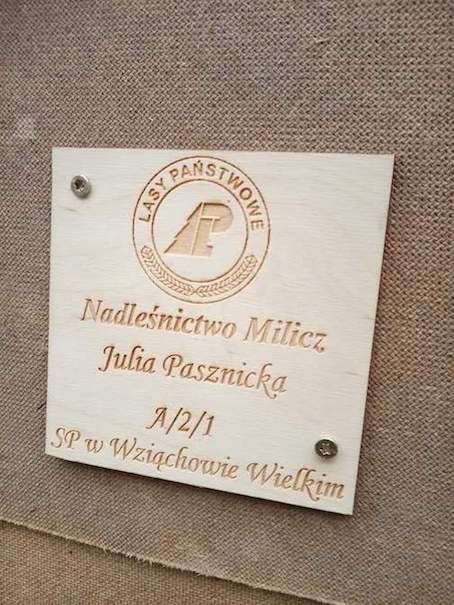 LASY PAŃSTWOWE
Nadleśnictwo Milicz
Julia Pasznicka
A/2/1
SP w Wziąchowie Wielkim